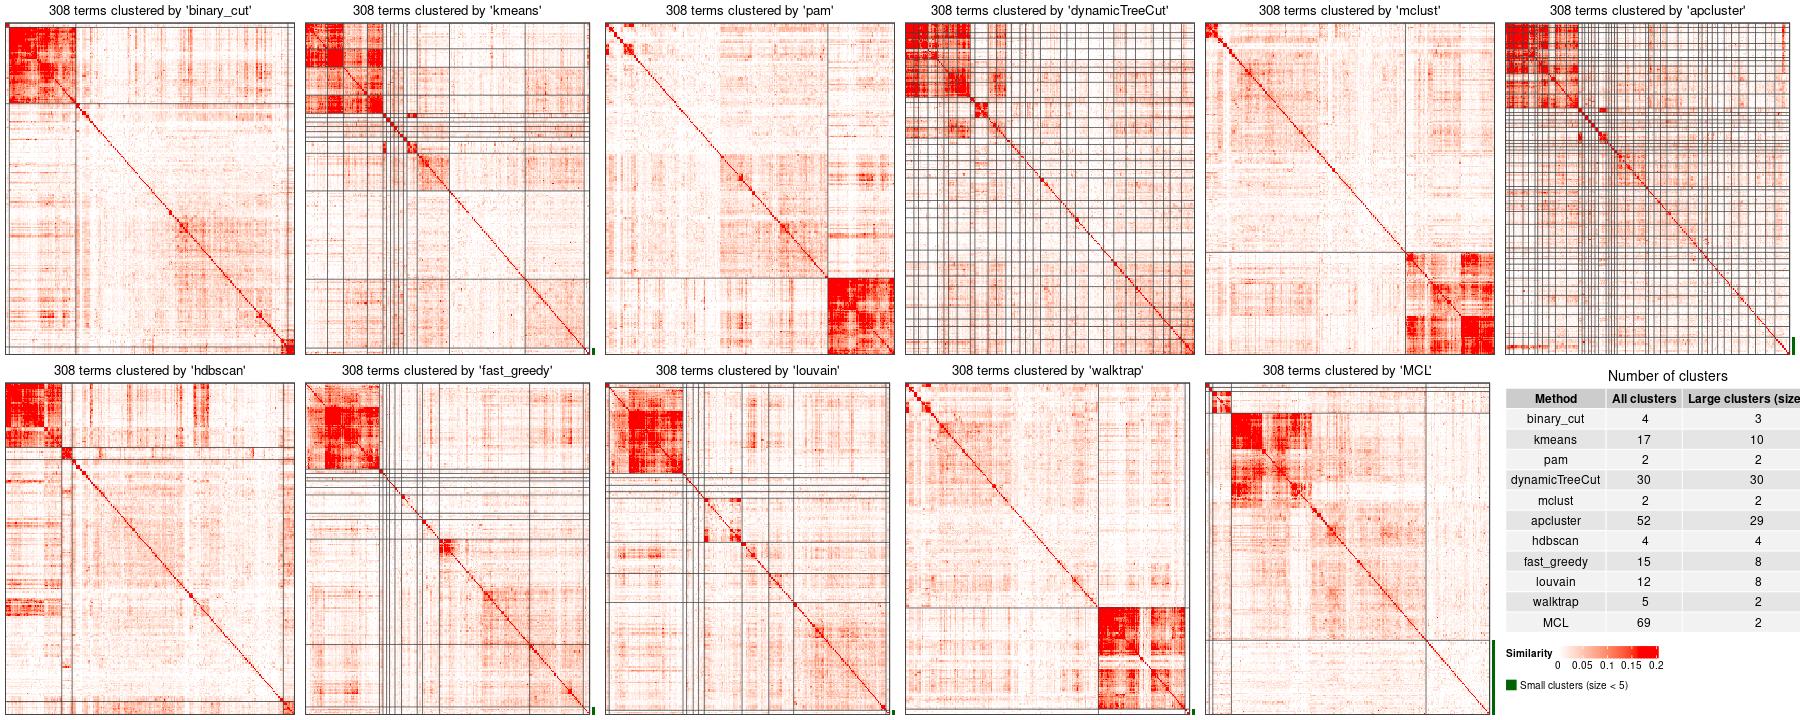 308 terms clustered by 'binary_cut'
308 terms clustered by 'kmeans'
308 terms clustered by 'pam'
308 terms clustered by 'dynamicTreeCut'
308 terms clustered by 'mclust'
308 terms clustered by 'apcluster'
308 terms clustered by 'hdbscan'
308 terms clustered by 'fast_greedy'
308 terms clustered by 'louvain'
308 terms clustered by 'walktrap'
308 terms clustered by 'MCL'
Number of clusters
Method All clusters Large clusters (size
binary_cut 4 3
kmeans 17 10
pam 2 2
dynamicTreeCut 30 30
mclust 2 2
apcluster 52 29
hdbscan 4 4
fast_greedy 15 8
louvain 12 8
walktrap 5 2
MCL 69 2
Similarity
0 0.05 0.1 0.15 0.2
Small clusters (size < 5)